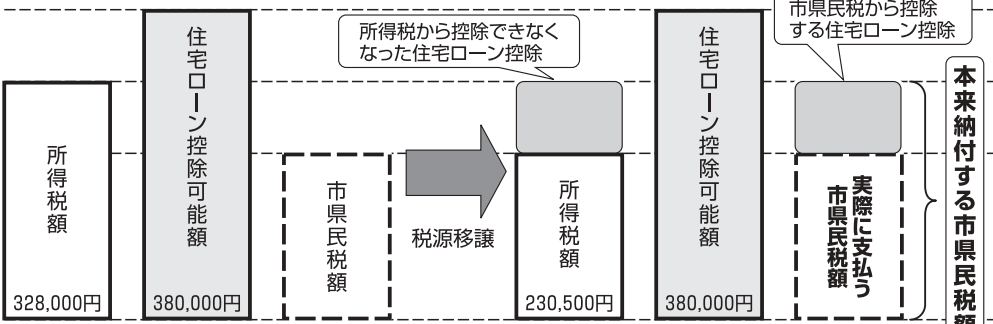 所得税額
328,000円
住宅ローン控除可能額
380,000円
市県民税額
税源移譲
所得税から控除できなく
なった住宅ローン控除
所得税額
230,500円
住宅ローン控除可能額
380,000円
市県民税から控除
する住宅ローン控除
実際に支払う
市県民税額
本来納付する市県民税額